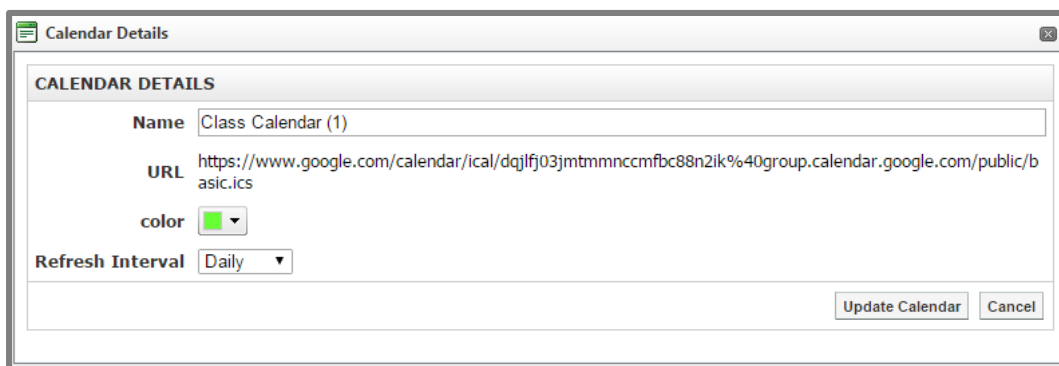 Calendar Details
CALENDAR DETAILS
Name Class Calendar (1)
URL https://www.google.com/calendar/ical/dqjlfj03jmtmmnccmfbc88n2ik%40group.calendar.google.com/public/b
asic.ics
color
Refresh Interval Daily
Update Calendar Cancel